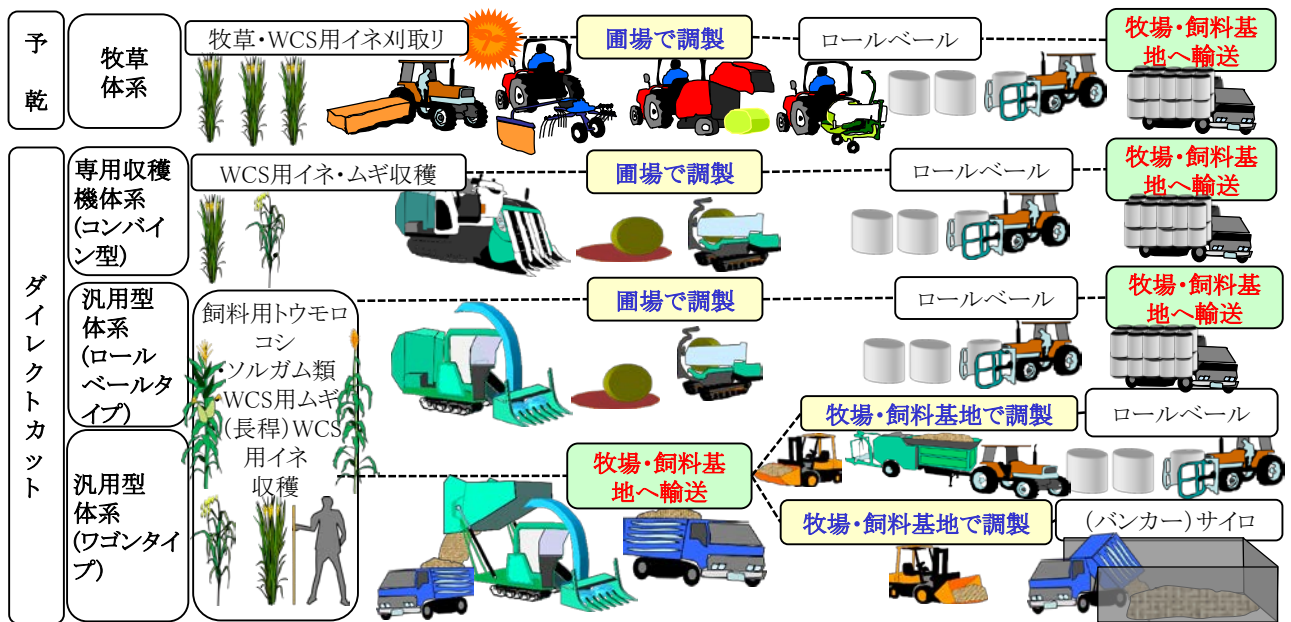 予
乾
牧草
体系
牧草・WCS用イネ刈取リ
圃場で調製
ロールベール
牧場・飼料基
地へ輸送
ダイレクトカット
専用収穫
機体系
(コンバイ
ン型)
WCS用イネ・ムギ収穫
圃場で調製
ロールベール
牧場・飼料基
地へ輸送
汎用型
体系
(ロール
ベールタ
イプ)
飼料用トウモロ
コシ
・ソルガム類
WCS用ムギ
(長稈)WCS
用イネ
収穫
圃場で調製
ロールベール
牧場・飼料基
地へ輸送
汎用型
体系
(ワゴンタイ
プ)
牧場・飼料基
地へ輸送
牧場・飼料基地で調製
ロールベール
牧場・飼料基地で調製
(バンカー)サイロ